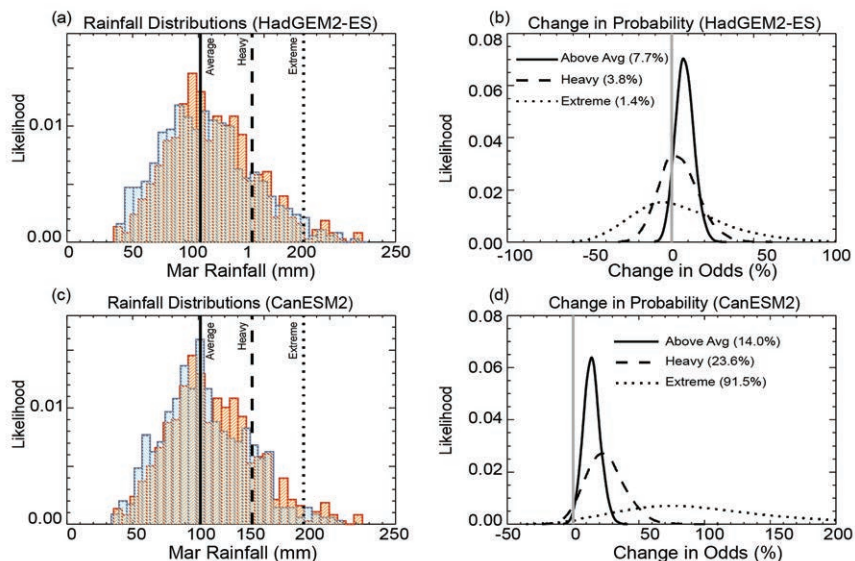 (a) Rainfall Distributions (HadGEM2-ES)
Likelihood
0.01
0.00
Average
Heavy
Extreme
0 50 100 1 200 250
Mar Rainfall (mm)
(b) Change in Probability (HadGEM2-ES)
Likelihood
0.08
0.06
0.04
0.02
0.00
Above Avg (7.7%)
Heavy (3.8%)
Extreme (1.4%)
-100 -50 0 50 100
Change in Odds (%)
(c) Rainfall Distributions (CanESM2)
Likelihood
0.01
0.00
Average
Heavy
Extreme
0 50 100 150 200 250
Mar Rainfall (mm)
(d) Change in Probability (CanESM2)
Likelihood
0.08
0.06
0.04
0.02
0.00
Above Avg (14.0%)
Heavy (23.6%)
Extreme (91.5%)
-50 0 50 100 150 200
Change in Odds (%)